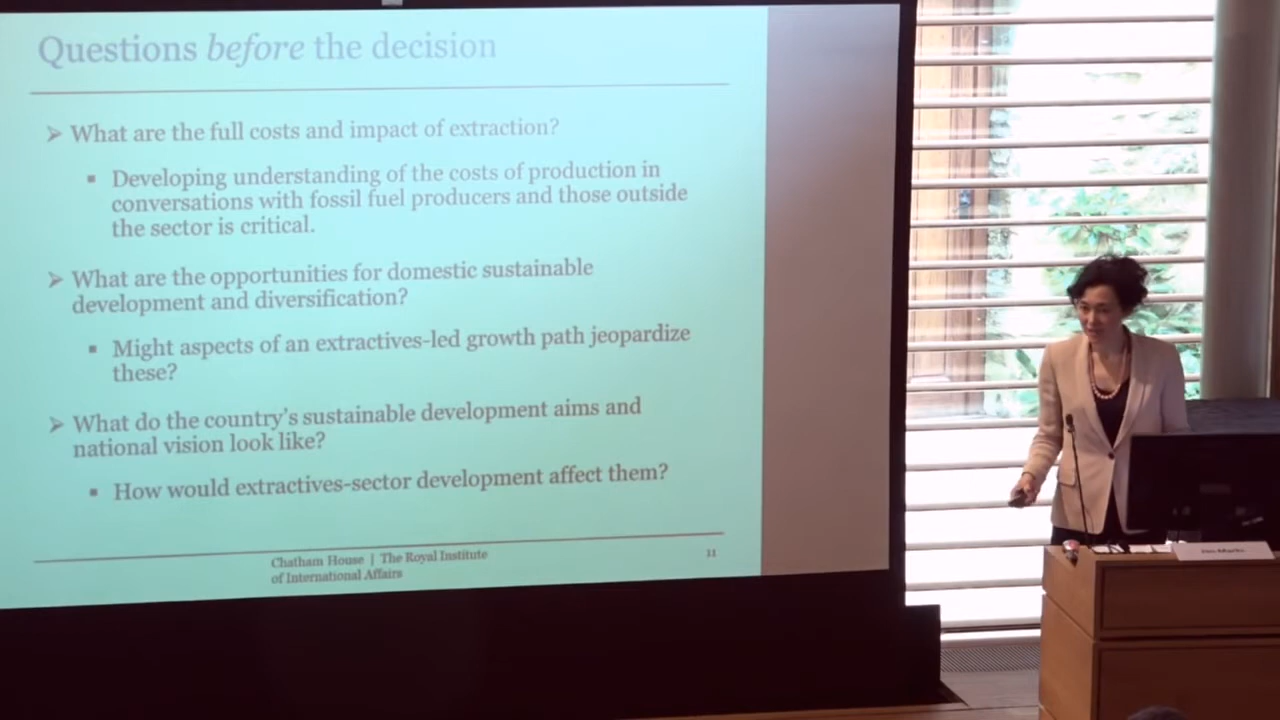 Questions before the decision
➢ What are the full costs and impact of extraction?
▪ Developing understanding of the costs of production in
conversations with fossil fuel producers and those outside
the sector is critical.
➢ What are the opportunities for domestic sustainable
development and diversification?
▪ Might aspects of an extractives-led growth path jeopardize
these?
➢ What do the country's sustainable development aims and
national vision look like?
▪ How would extractives-sector development affect them?
Chatham House | The Royal Institute
of International Affairs
11